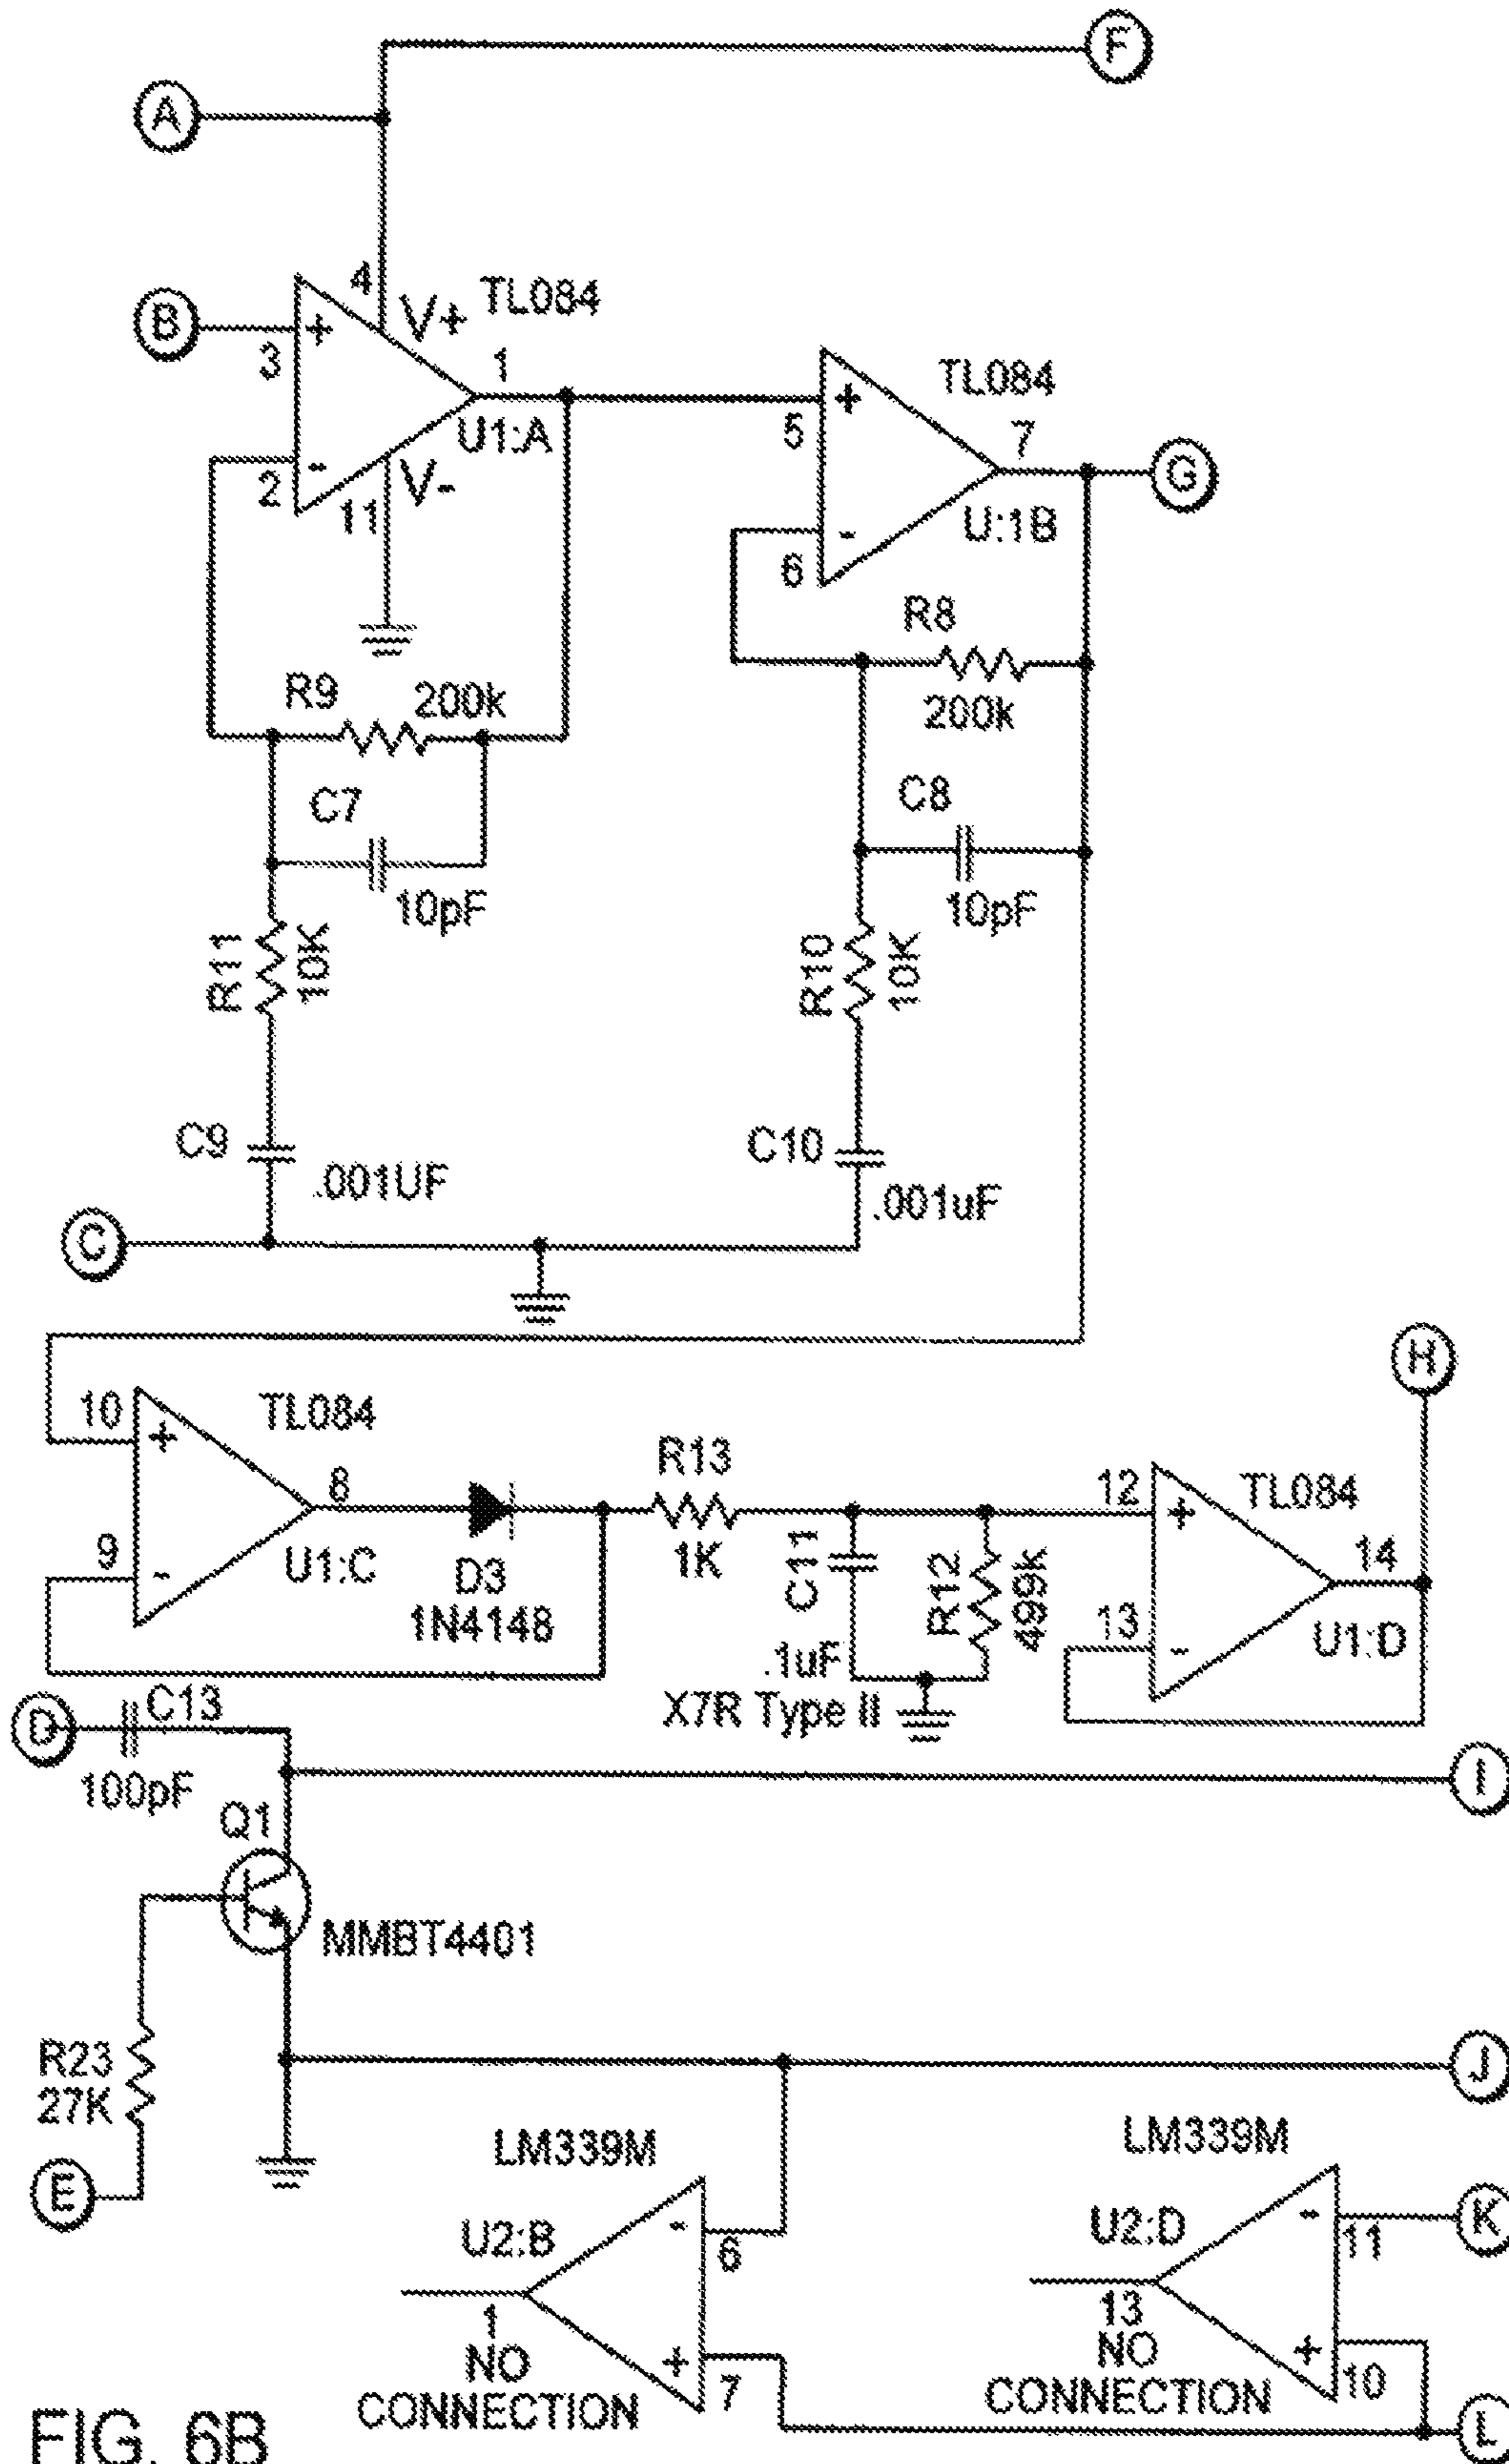 F
A
4
V+
TL084
B
+
3
1
TL084
U1:A
+
5
7
-
2
V-
11
G
-
6
U:1B
R8
R9
200k
200k
C7
C8
10pF
10pF
R11
10K
R10
10K
C9
.001UF
C10
.001uF
C
H
10
TL084
+
8
R13
12
TL084
+
9
-
U1:C
D3
1N4148
1K
C11
R12
499k
14
13
-
U1:D
.1uF
X7R Type II
D
C13
100pF
I
Q1
MMBT4401
R23
27K
J
E
LM339M
LM339M
U2:B
-
6
U2:D
-
11
K
1
NO
CONNECTION
+
7
13
NO
CONNECTION
+
10
L
FIG. 6B